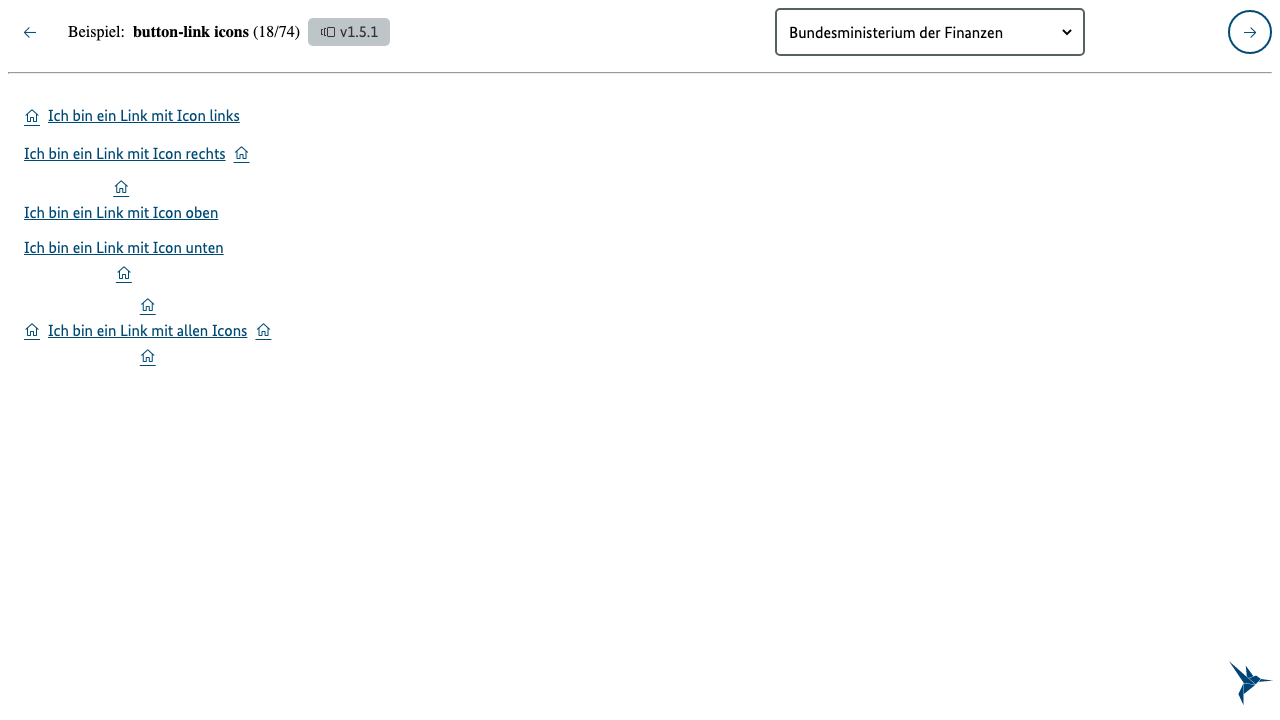 Beispiel: button-link icons (18/74) v1.5.1 Bundesministerium der Finanzen
Ich bin ein Link mit Icon links
Ich bin ein Link mit Icon rechts
Ich bin ein Link mit Icon oben
Ich bin ein Link mit Icon unten
Ich bin ein Link mit allen Icons